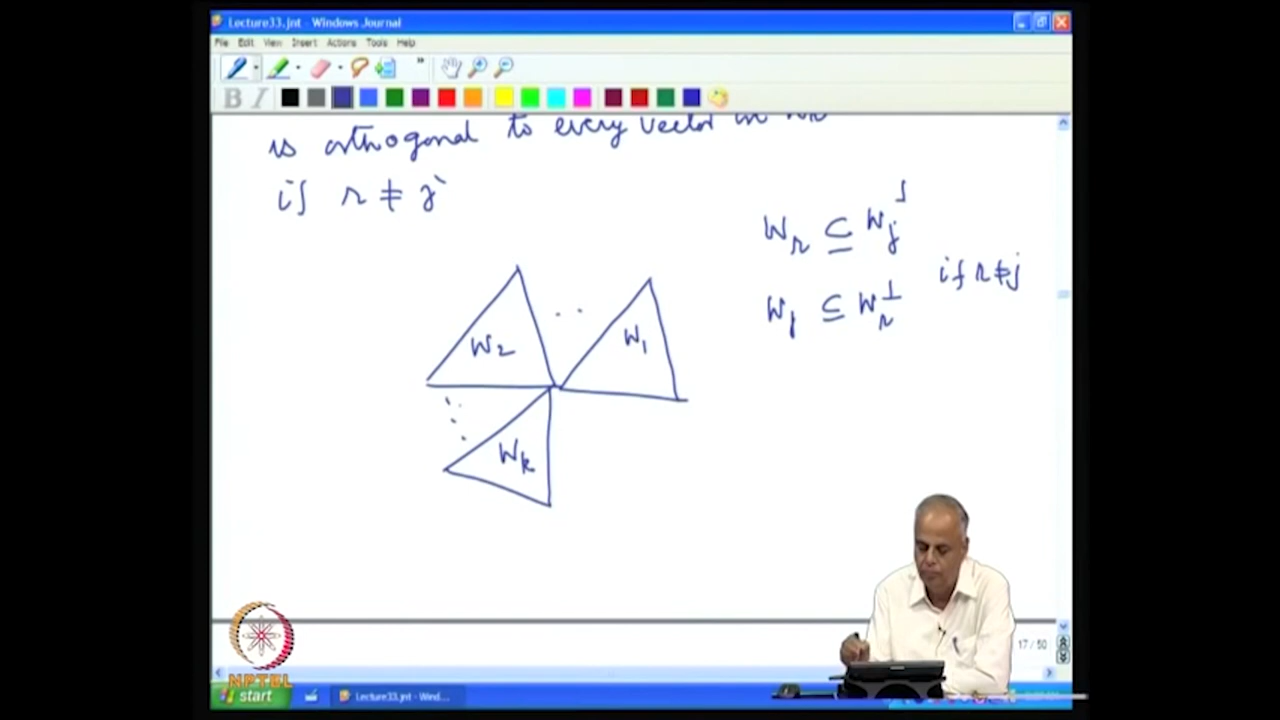 Lecture33.jnt - Windows Journal
File Edit View Insert Actions Tools Help
B I
is orthogonal to every vector in
if r ≠ j
W_r ⊆ W_j^⊥
W_j ⊆ W_r^⊥ if r ≠ j
W_2
W_1
W_k
17 / 50
NPTEL
start
Lecture33.jnt - Wind...